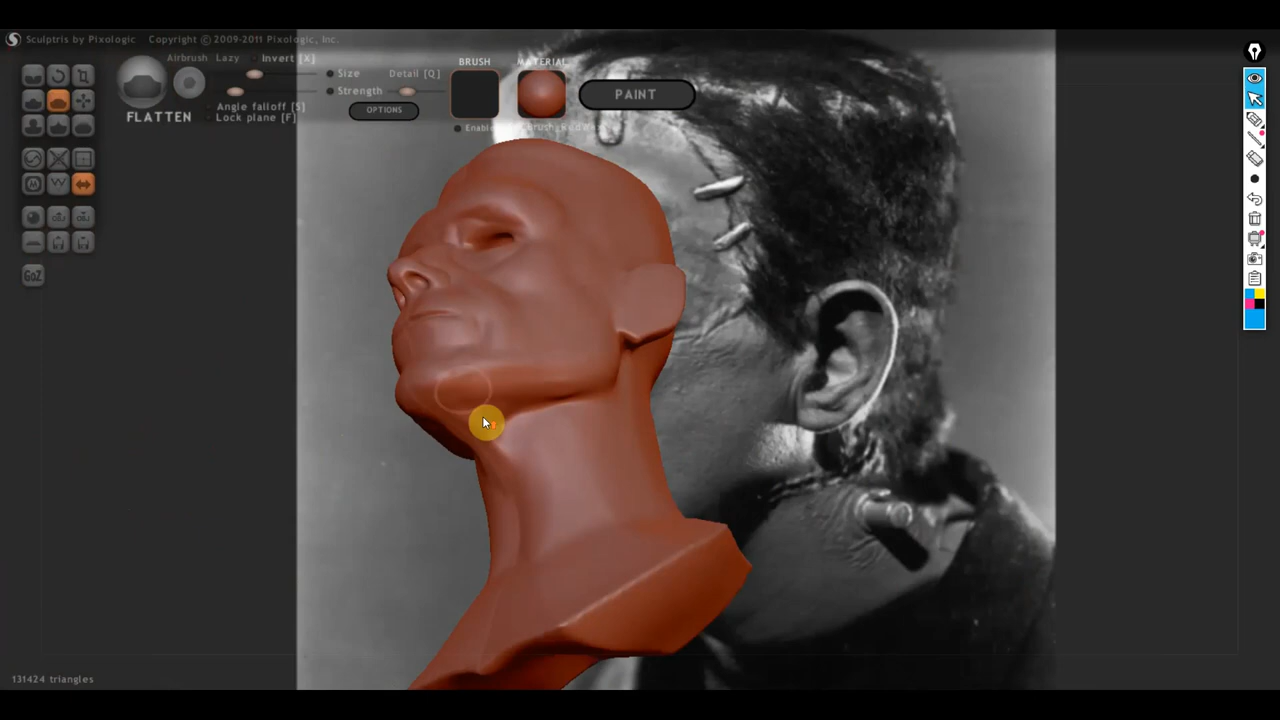 Sculptris by Pixologic Copyright © 2009-2011 Pixologic, Inc.
Airbrush Lazy Invert [X]
Size Detail [Q]
Strength
OPTIONS
Angle falloff [S]
Lock plane [F]
FLATTEN
BRUSH
MATERIAL
PAINT
Enable
GoZ
131424 triangles